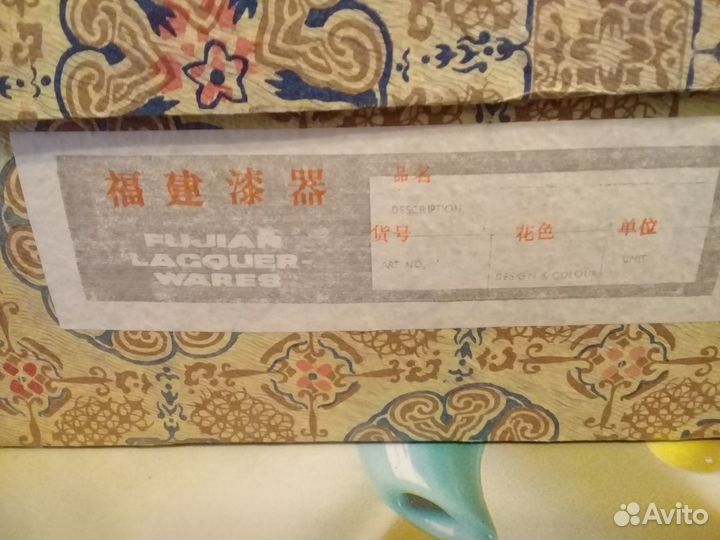 福建漆器
FUJIAN
LACQUER
WARES
品名
DESCRIPTION
货号 花色 单位
ART NO. DESIGN & COLOUR UNIT
Avito